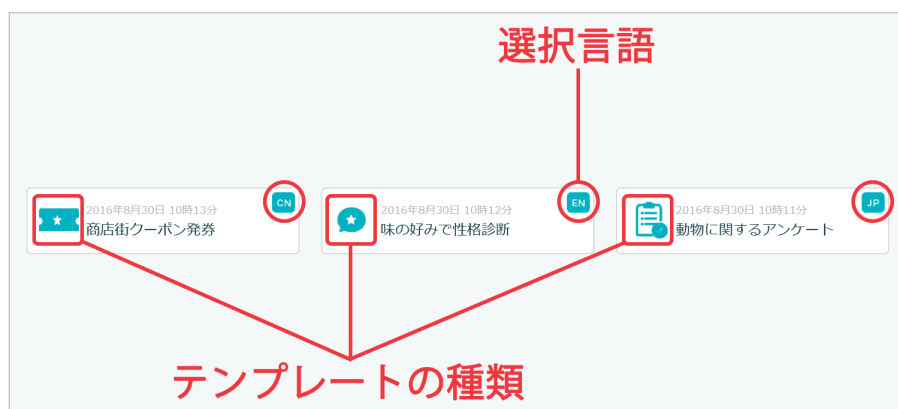 選択言語
CN
2016年8月30日 10時13分
商店街クーポン発券
EN
2016年8月30日 10時12分
味の好みで性格診断
JP
2016年8月30日 10時11分
動物に関するアンケート
テンプレートの種類